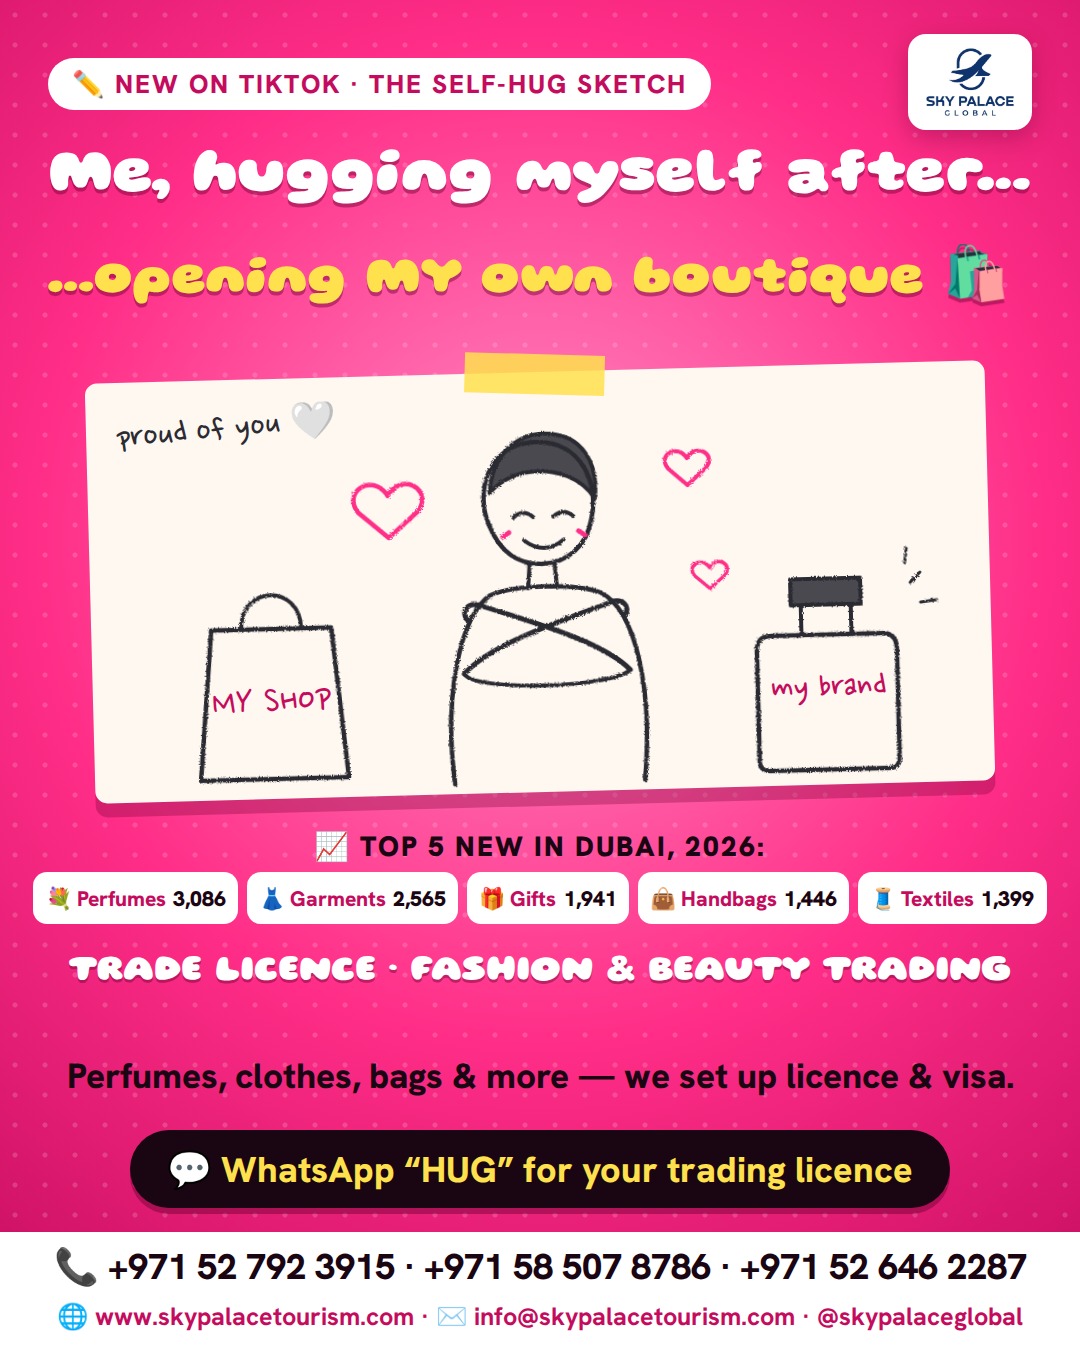 ✏️ NEW ON TIKTOK · THE SELF-HUG SKETCH
SKY PALACE
GLOBAL
Me, hugging myself after...
...opening MY own boutique 🛍️
proud of you 🤍
MY SHOP
my brand
📈 TOP 5 NEW IN DUBAI, 2026:
💐 Perfumes 3,086 👗 Garments 2,565 🎁 Gifts 1,941 👜 Handbags 1,446 🧵 Textiles 1,399
TRADE LICENCE · FASHION & BEAUTY TRADING
Perfumes, clothes, bags & more — we set up licence & visa.
💬 WhatsApp “HUG” for your trading licence
📞 +971 52 792 3915 · +971 58 507 8786 · +971 52 646 2287
🌐 www.skypalacetourism.com · ✉️ info@skypalacetourism.com · @skypalaceglobal